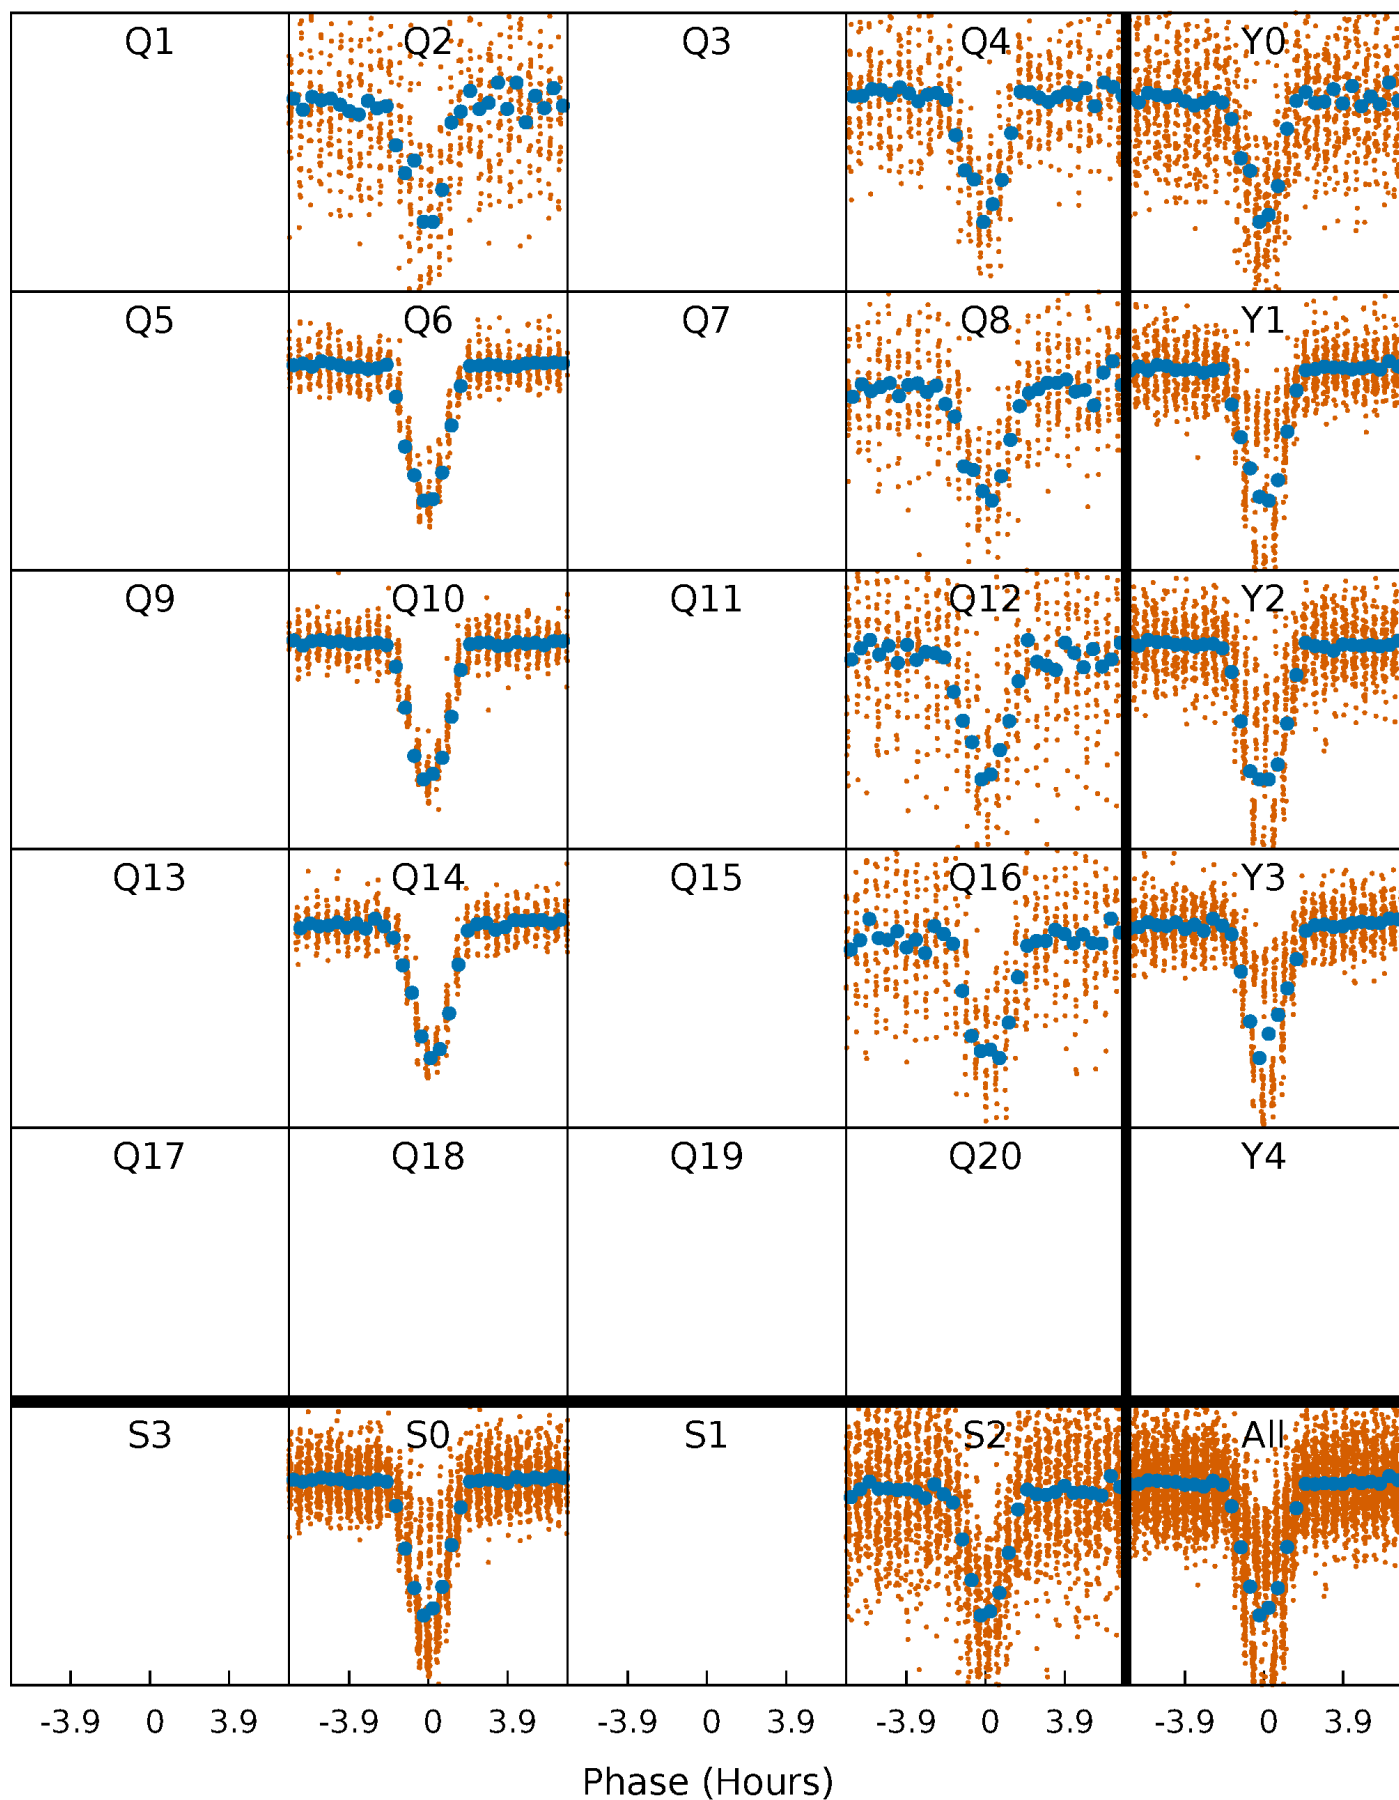 Q1 Q2 Q3 Q4 Y0
Q5 Q6 Q7 Q8 Y1
Q9 Q10 Q11 Q12 Y2
Q13 Q14 Q15 Q16 Y3
Q17 Q18 Q19 Q20 Y4
S3 S0 S1 S2 All
-3.9 0 3.9 -3.9 0 3.9 -3.9 0 3.9 -3.9 0 3.9 -3.9 0 3.9
Phase (Hours)